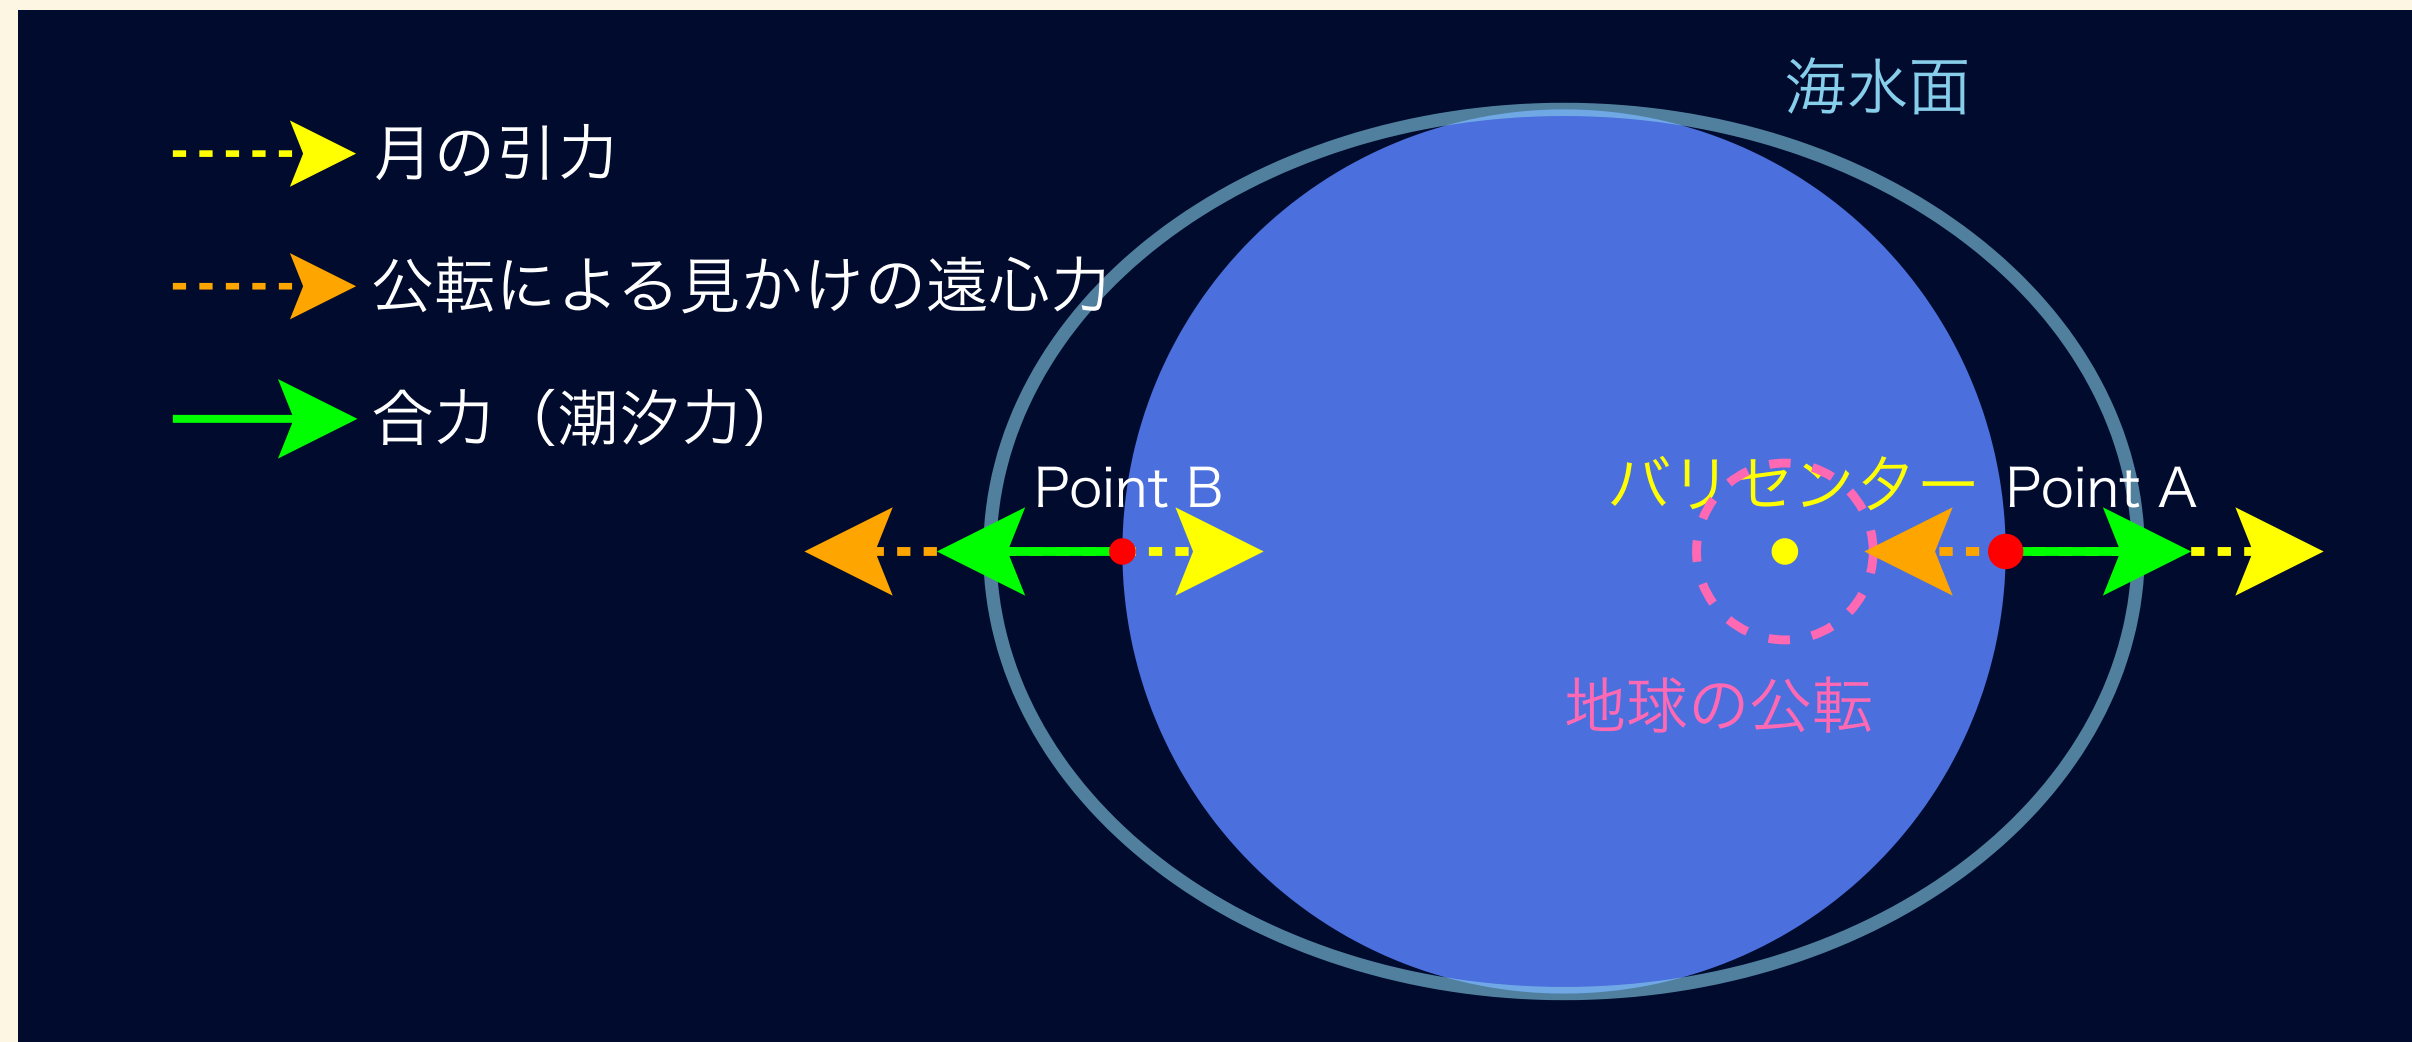 海水面
月の引力
公転による見かけの遠心力
合力（潮汐力）
Point B
バリセンター
Point A
地球の公転